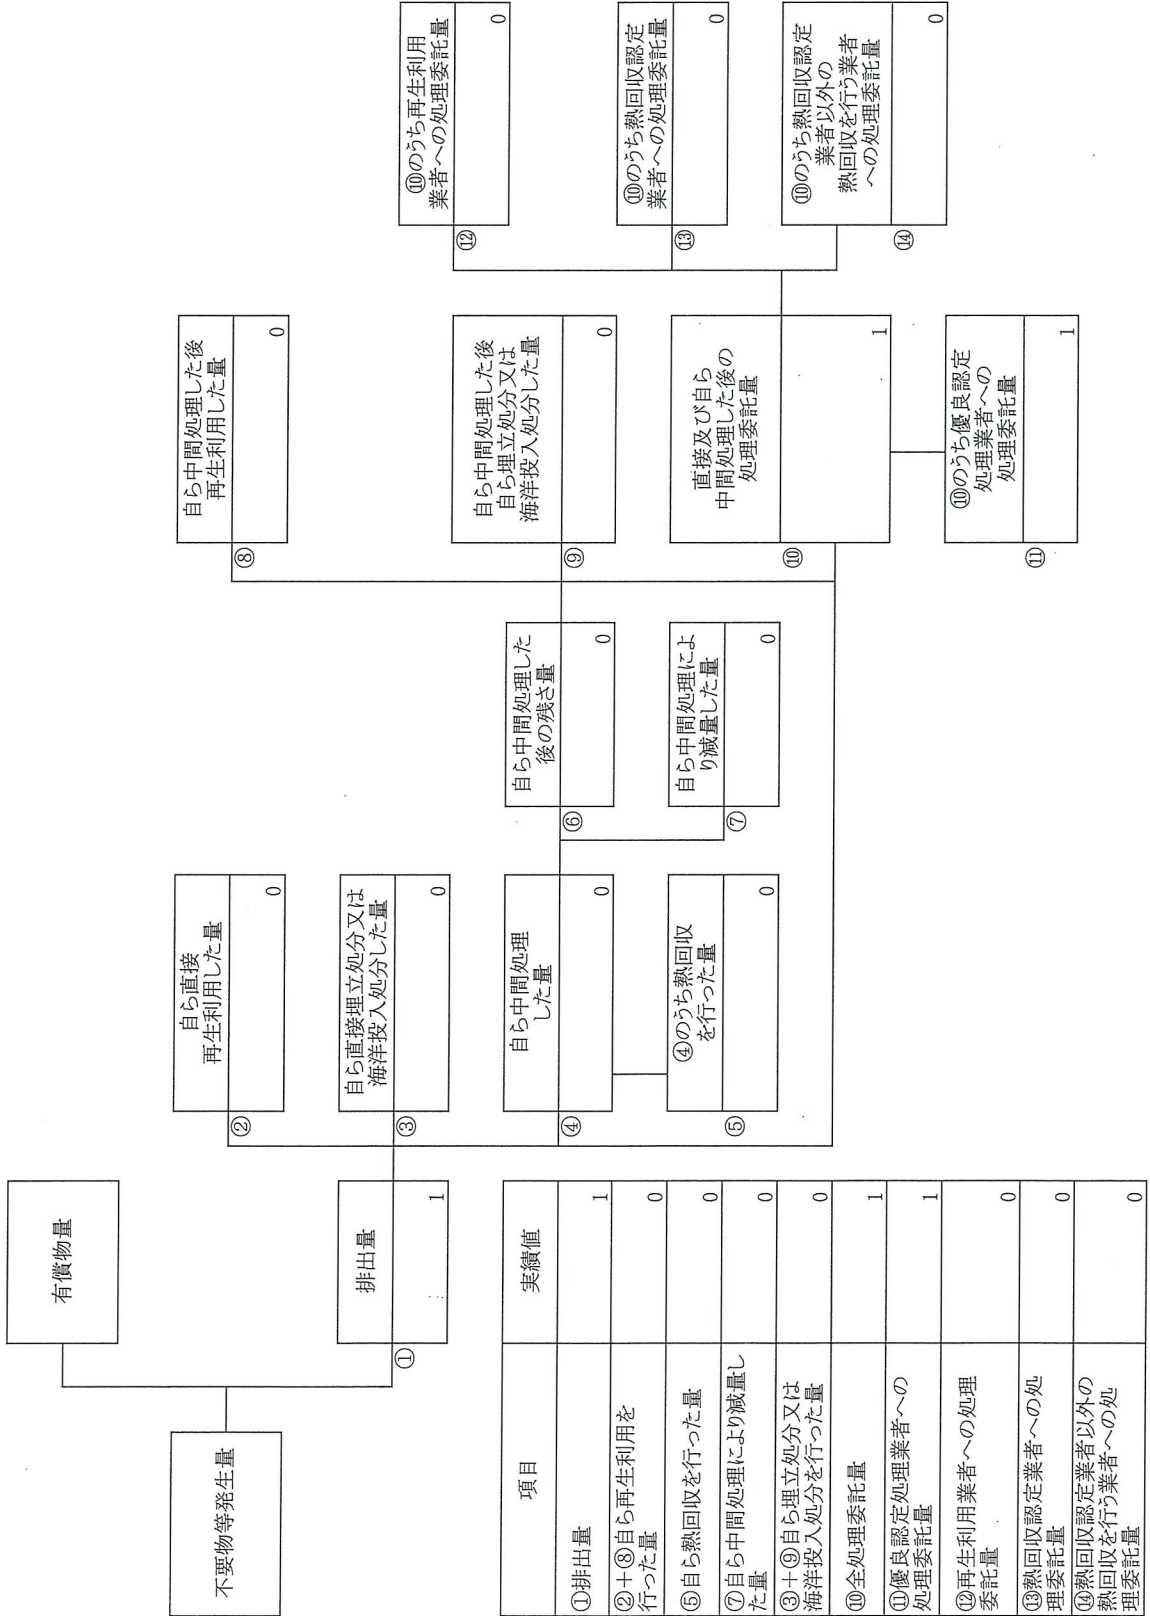 不要物等発生量
有償物量
排出量
①
1
②
自ら直接
再生利用した量
0
③
自ら直接埋立処分又は
海洋投入処分した量
0
④
自ら中間処理
した量
0
⑤
④のうち熱回収
を行った量
0
⑥
自ら中間処理した
後の残さ量
0
⑦
自ら中間処理によ
り減量した量
0
⑧
自ら中間処理した後
再生利用した量
0
⑨
自ら中間処理した後
自ら埋立処分又は
海洋投入処分した量
0
⑩
直接及び自ら
中間処理した後の
処理委託量
1
⑪
⑩のうち優良認定
処理業者への
処理委託量
1
⑫
⑩のうち再生利用
業者への処理委託量
0
⑬
⑩のうち熱回収認定
業者への処理委託量
0
⑭
⑩のうち熱回収認定
業者以外の
熱回収を行う業者
への処理委託量
0
項目 実績値
①排出量 1
②+⑧自ら再生利用を
行った量 0
⑤自ら熱回収を行った量 0
⑦自ら中間処理により減量し
た量 0
③+⑨自ら埋立処分又は
海洋投入処分を行った量 0
⑩全処理委託量 1
⑪優良認定処理業者への
処理委託量 1
⑫再生利用業者への処理
委託量 0
⑬熱回収認定業者への処
理委託量 0
⑭熱回収認定業者以外の
熱回収を行う業者への処
理委託量 0